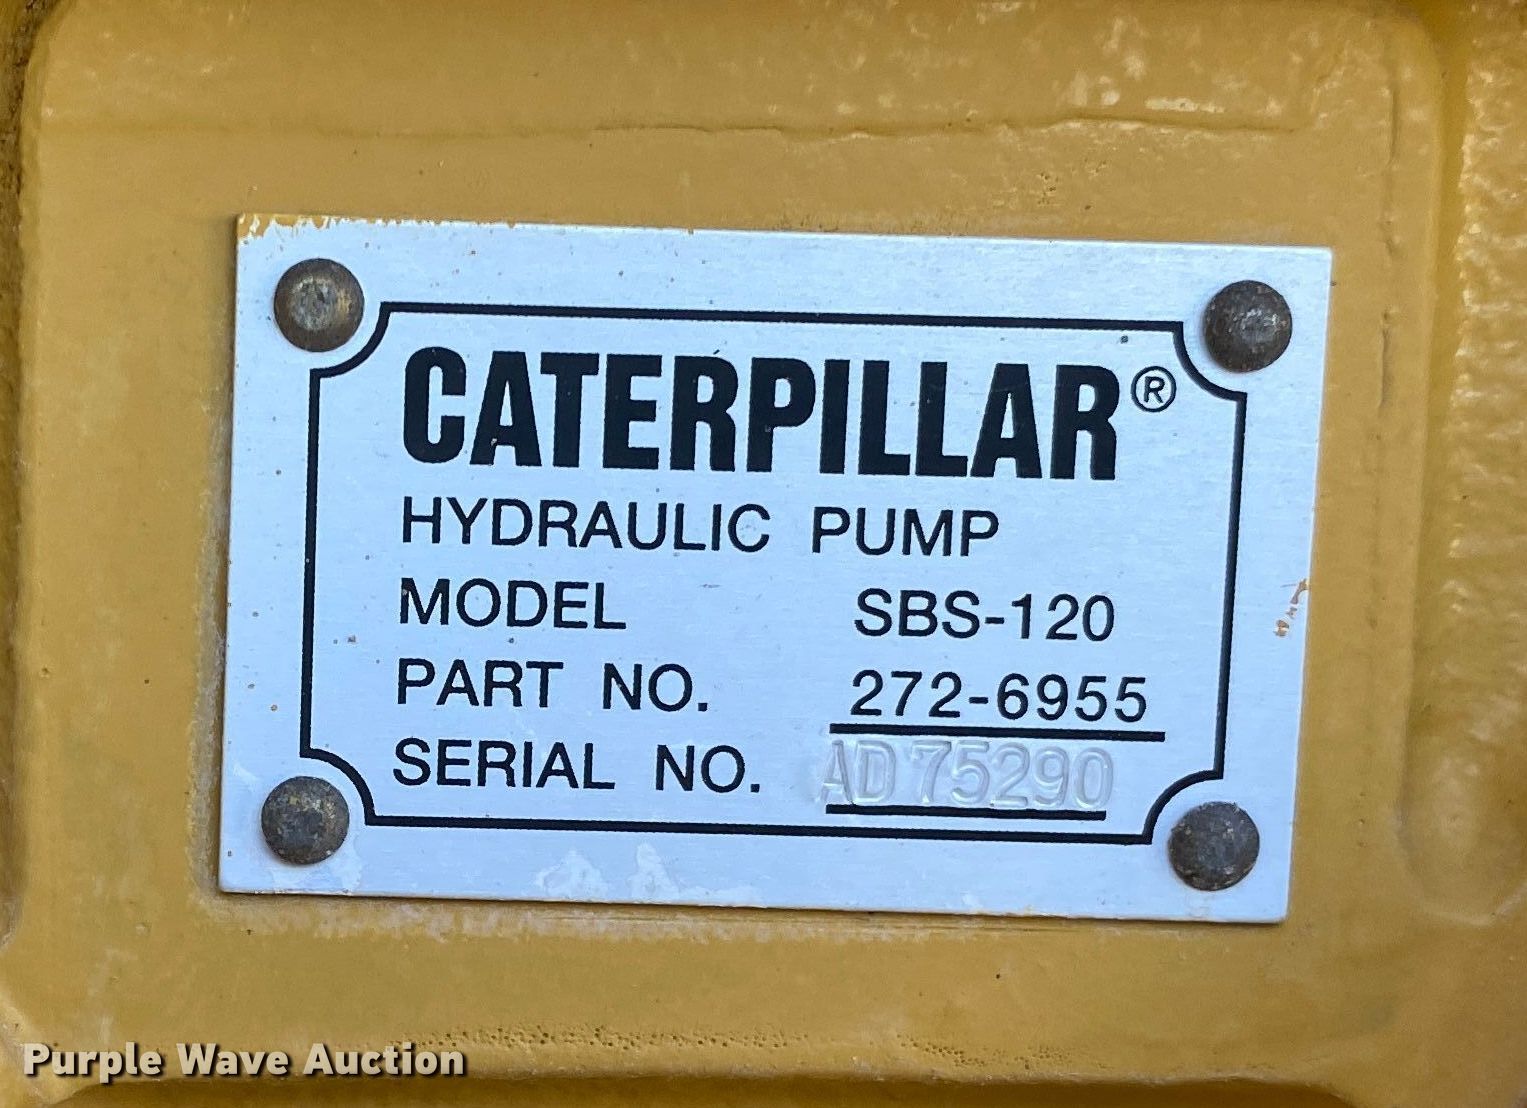 CATERPILLAR®
HYDRAULIC PUMP
MODEL SBS-120
PART NO. 272-6955
SERIAL NO. AD75290
Purple Wave Auction